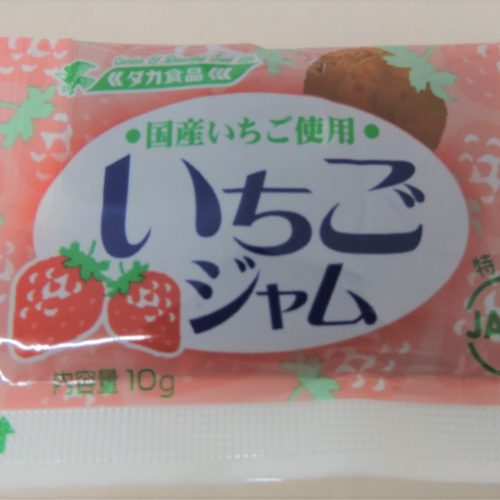 タカ食品
•国産いちご使用•
いちご
ジャム
特
JA
内容量 10g